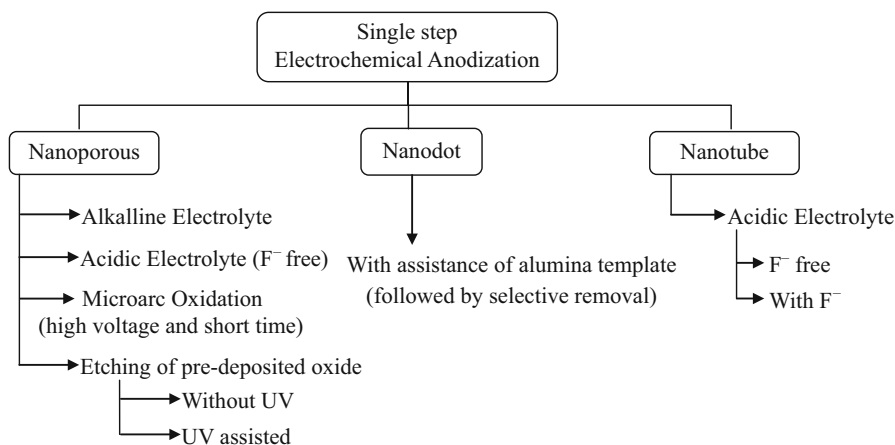 Single step
Electrochemical Anodization
Nanoporous
Nanodot
Nanotube
Alkalline Electrolyte
Acidic Electrolyte (F⁻ free)
Microarc Oxidation
(high voltage and short time)
Etching of pre-deposited oxide
Without UV
UV assisted
With assistance of alumina template
(followed by selective removal)
Acidic Electrolyte
F⁻ free
With F⁻